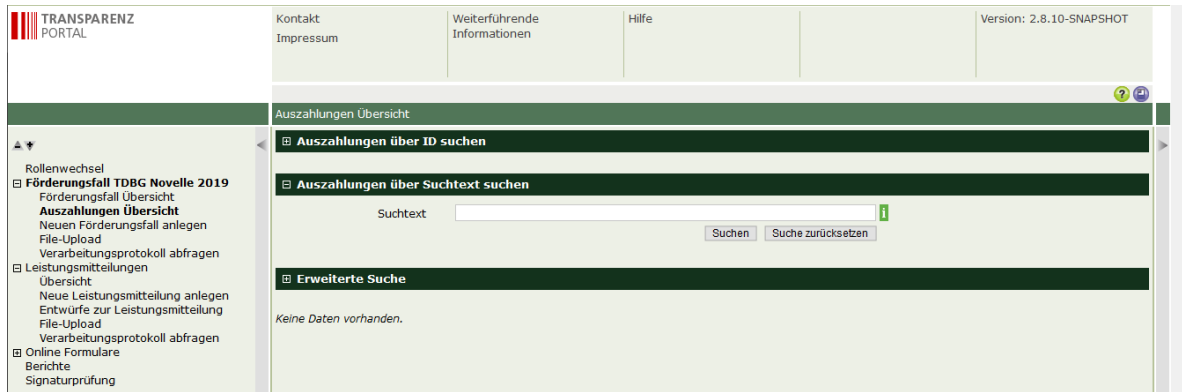 TRANSPARENZ
PORTAL
Kontakt
Impressum
Weiterführende
Informationen
Hilfe
Version: 2.8.10-SNAPSHOT
?
Auszahlungen Übersicht
Rollenwechsel
Förderungsfall TDBG Novelle 2019
Förderungsfall Übersicht
Auszahlungen Übersicht
Neuen Förderungsfall anlegen
File-Upload
Verarbeitungsprotokoll abfragen
Leistungsmitteilungen
Übersicht
Neue Leistungsmitteilung anlegen
Entwürfe zur Leistungsmitteilung
File-Upload
Verarbeitungsprotokoll abfragen
Online Formulare
Berichte
Signaturprüfung
Auszahlungen über ID suchen
Auszahlungen über Suchtext suchen
Suchtext
i
Suchen Suche zurücksetzen
Erweiterte Suche
Keine Daten vorhanden.